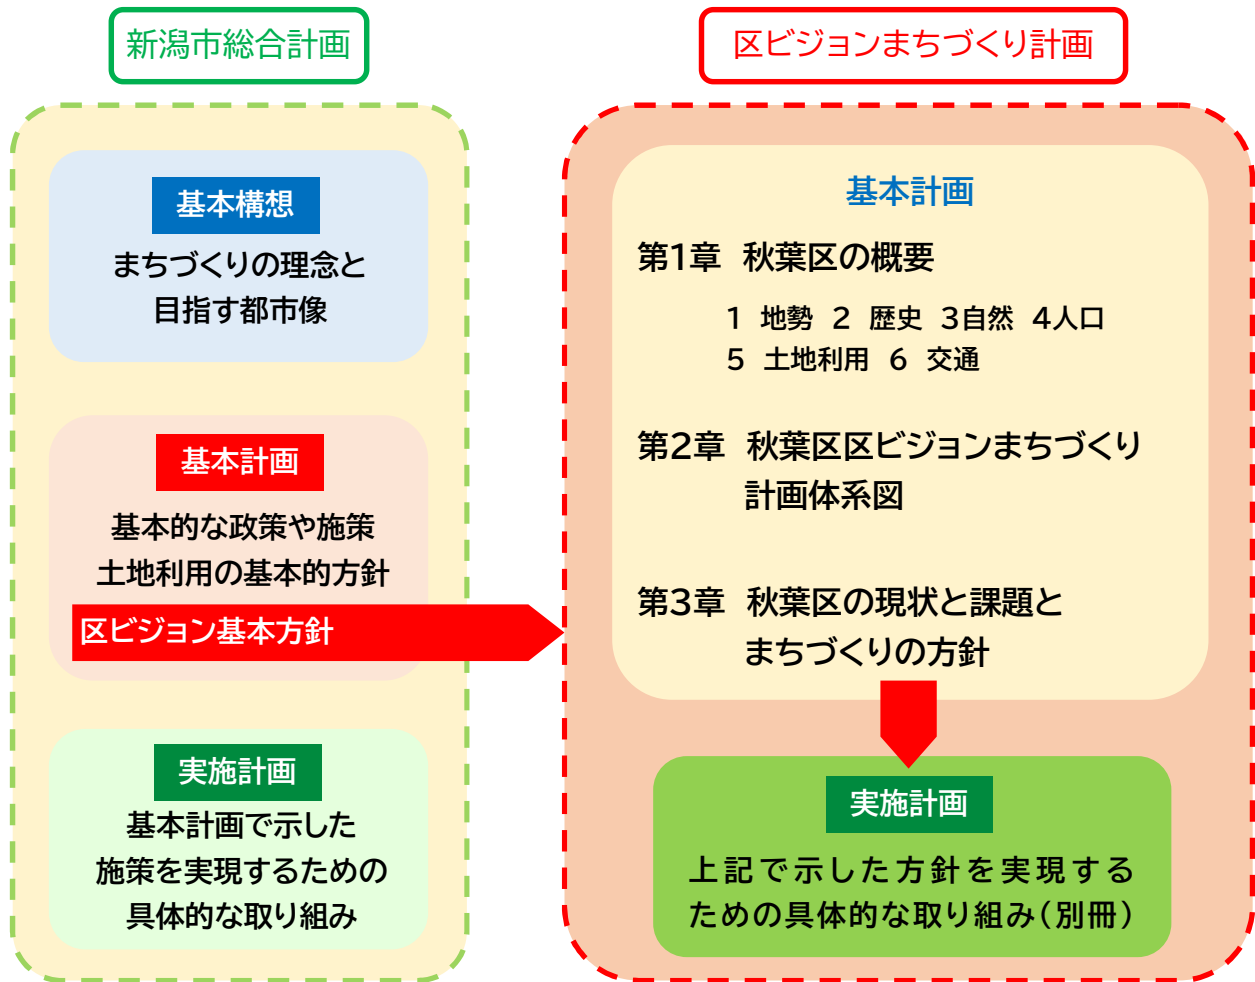 新潟市総合計画
基本構想
まちづくりの理念と
目指す都市像
基本計画
基本的な政策や施策
土地利用の基本的方針
区ビジョン基本方針
実施計画
基本計画で示した
施策を実現するための
具体的な取り組み
区ビジョンまちづくり計画
基本計画
第1章 秋葉区の概要
1 地勢 2 歴史 3自然 4人口
5 土地利用 6 交通
第2章 秋葉区区ビジョンまちづくり
計画体系図
第3章 秋葉区の現状と課題と
まちづくりの方針
実施計画
上記で示した方針を実現する
ための具体的な取り組み(別冊)